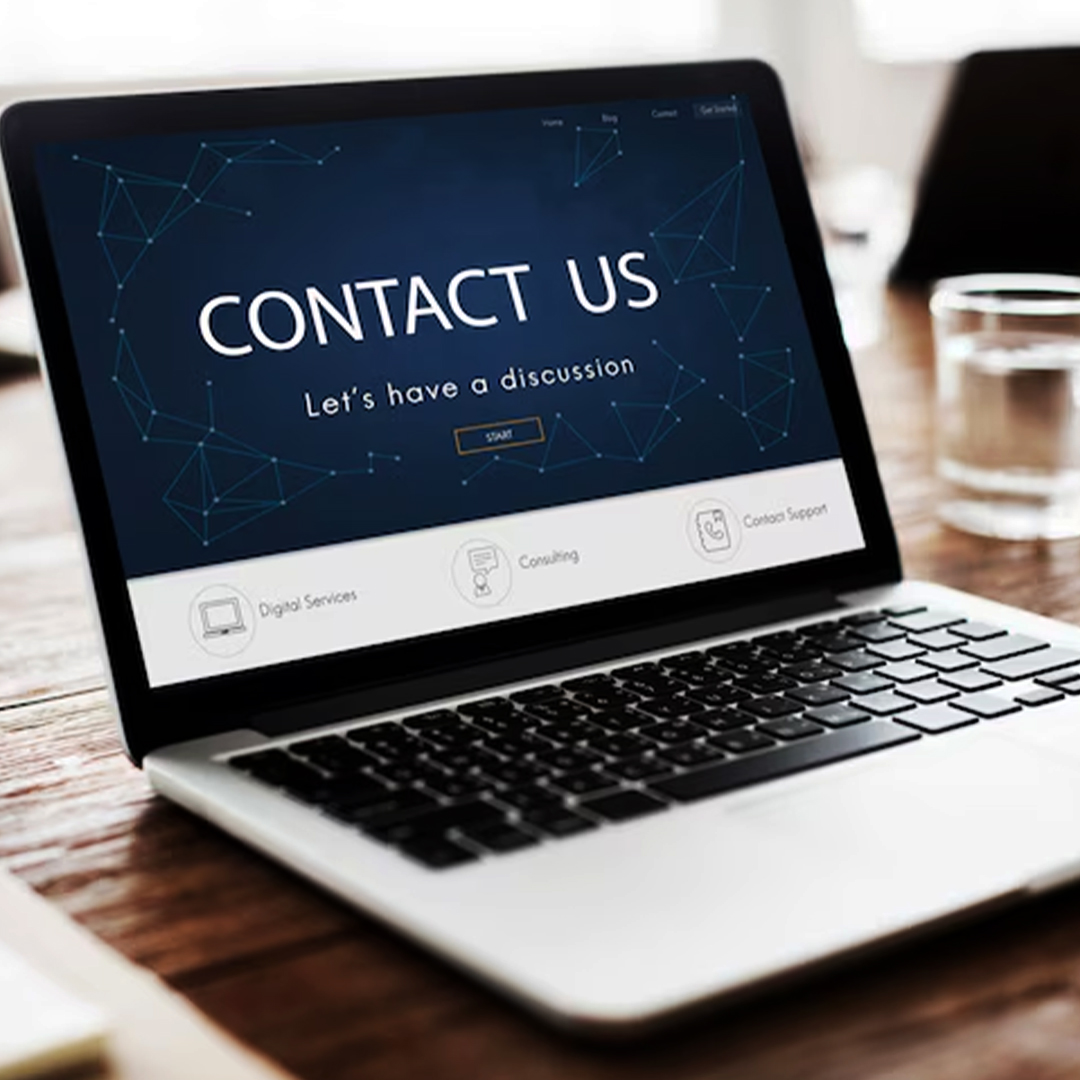 Home Blog Contact Get Started
CONTACT US
Let's have a discussion
START
Digital Services
Consulting
Contact Support